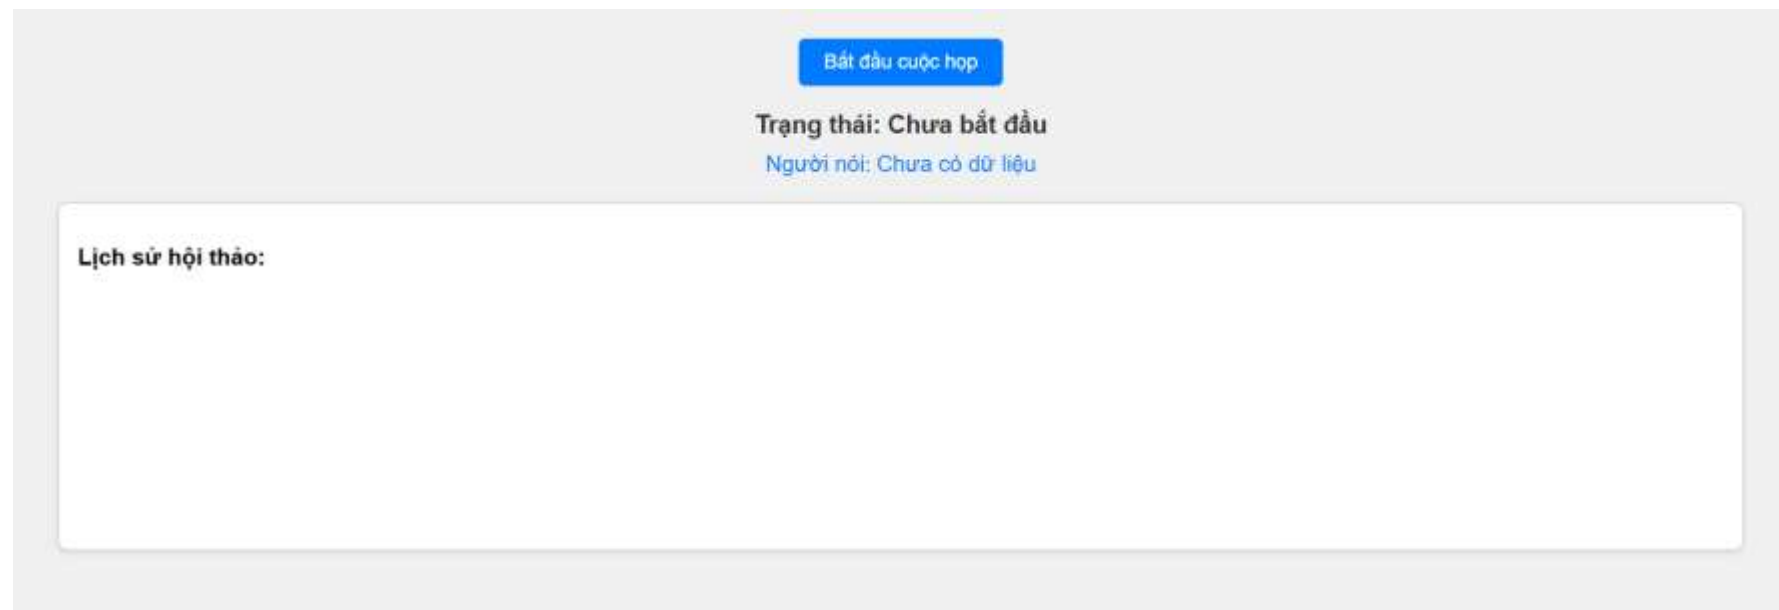 Bắt đầu cuộc họp
Trạng thái: Chưa bắt đầu
Người nói: Chưa có dữ liệu
Lịch sử hội thảo: